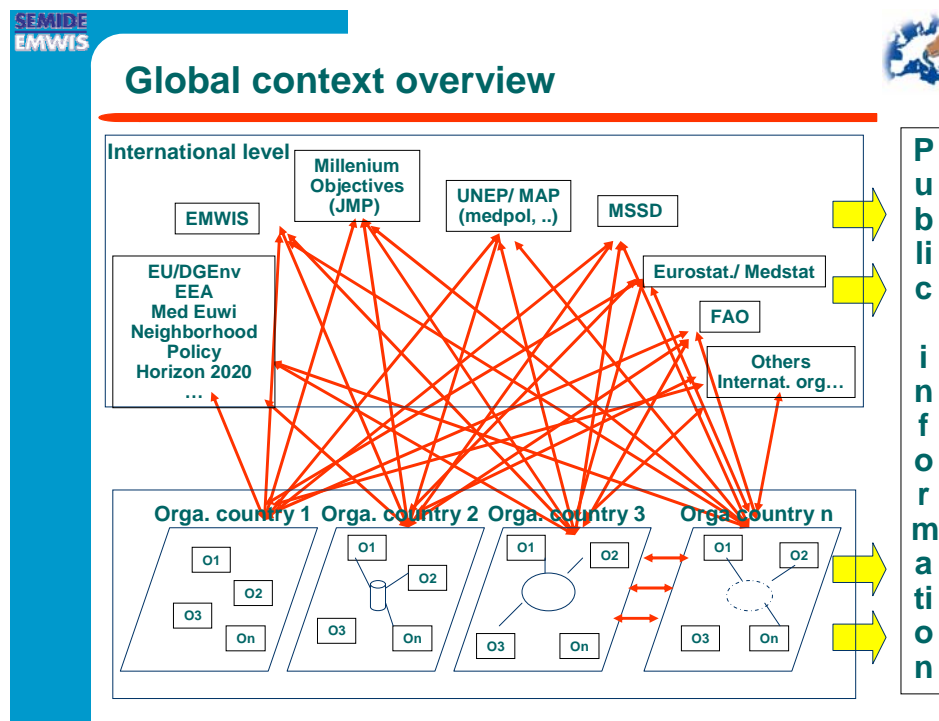 SEMIDE
EMWIS
Global context overview
International level
Millenium
Objectives
(JMP)
UNEP/ MAP
(medpol, ..)
MSSD
EMWIS
EU/DGEnv
EEA
Med Euwi
Neighborhood
Policy
Horizon 2020
…
Eurostat./ Medstat
FAO
Others
Internat. org…
Orga. country 1
Orga. country 2
Orga. country 3
Orga country n
O1
O2
O3
On
O1
O2
O3
On
O1
O2
O3
On
O1
O2
O3
On
P
u
b
li
c
i
n
f
o
r
m
a
ti
o
n